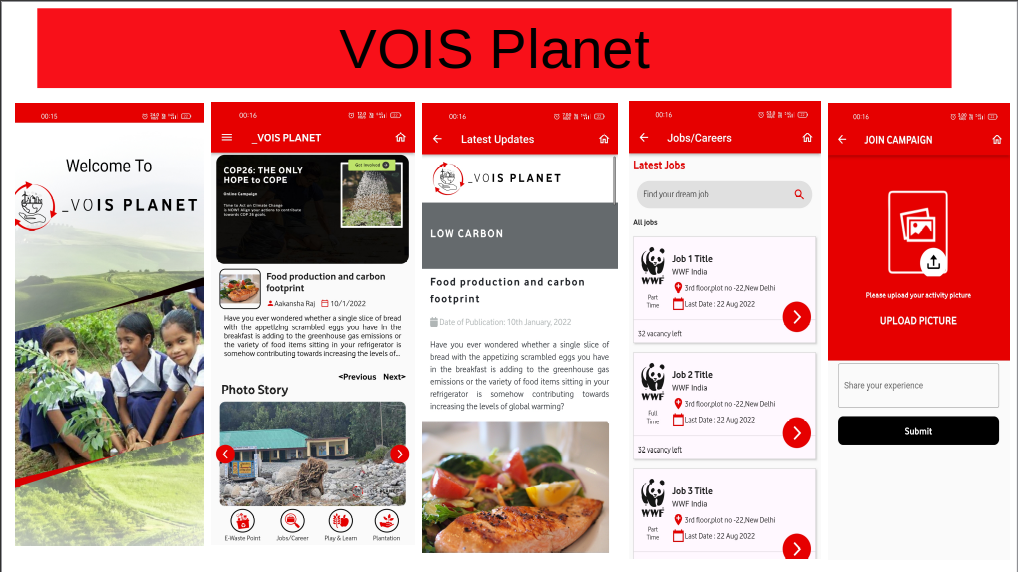 VOIS Planet
00:15
Welcome To
_VOIS PLANET
00:16
_VOIS PLANET
COP26: THE ONLY
HOPE to COPE
Get Involved
Online Campaign
Time to Act on Climate Change
is NOW! Align your actions to contribute
towards COP 26 goals.
Food production and carbon
footprint
Aakansha Raj 10/1/2022
Have you ever wondered whether a single slice of bread
with the appetizing scrambled eggs you have in the
breakfast is adding to the greenhouse gas emissions or
the variety of food items sitting in your refrigerator is
somehow contributing towards increasing the levels of...
<Previous Next>
Photo Story
E-Waste Point
Jobs/Career
Play & Learn
Plantation
00:16
Latest Updates
_VOIS PLANET
LOW CARBON
Food production and carbon
footprint
Date of Publication: 10th January, 2022
Have you ever wondered whether a single slice of
bread with the appetizing scrambled eggs you have
in the breakfast is adding to the greenhouse gas
emissions or the variety of food items sitting in your
refrigerator is somehow contributing towards
increasing the levels of global warming?
00:16
Jobs/Careers
Latest Jobs
Find your dream job
All jobs
Job 1 Title
WWF India
WWF
3rd floor,plot no -22,New Delhi
Part
Time
Last Date : 22 Aug 2022
32 vacancy left
Job 2 Title
WWF India
WWF
3rd floor,plot no -22,New Delhi
Full
Time
Last Date : 22 Aug 2022
32 vacancy left
Job 3 Title
WWF India
WWF
3rd floor,plot no -22,New Delhi
Part
Time
Last Date : 22 Aug 2022
00:16
JOIN CAMPAIGN
Please upload your activity picture
UPLOAD PICTURE
Share your experience
Submit